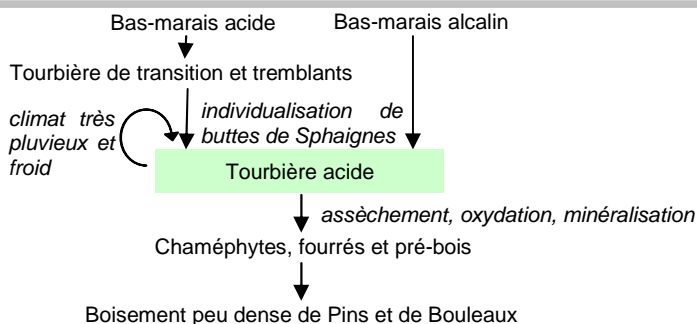 Bas-marais acide Bas-marais alcalin
Tourbière de transition et tremblants
climat très
pluvieux et
froid
individualisation de
buttes de Sphaignes
Tourbière acide
assèchement, oxydation, minéralisation
Chaméphytes, fourrés et pré-bois
Boisement peu dense de Pins et de Bouleaux